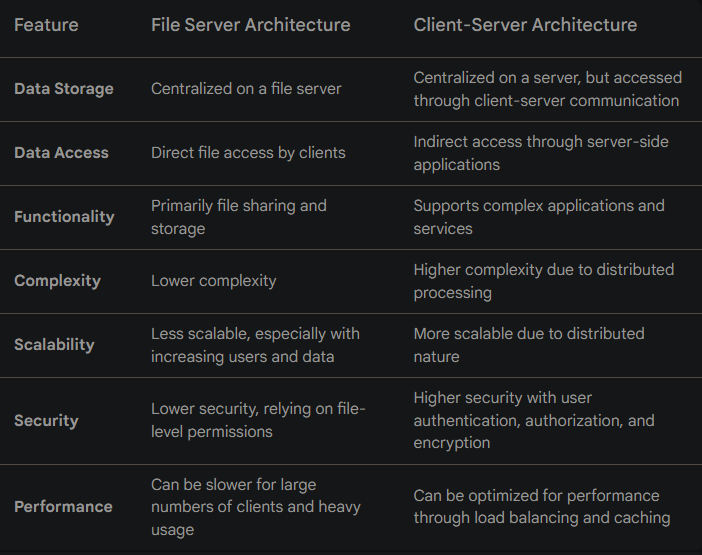 Feature File Server Architecture Client-Server Architecture
Data Storage Centralized on a file server Centralized on a server, but accessed
through client-server communication
Data Access Direct file access by clients Indirect access through server-side
applications
Functionality Primarily file sharing and Supports complex applications and
storage services
Complexity Lower complexity Higher complexity due to distributed
processing
Scalability Less scalable, especially with More scalable due to distributed
increasing users and data nature
Security Lower security, relying on file- Higher security with user
level permissions authentication, authorization, and
encryption
Performance Can be slower for large Can be optimized for performance
numbers of clients and heavy through load balancing and caching
usage